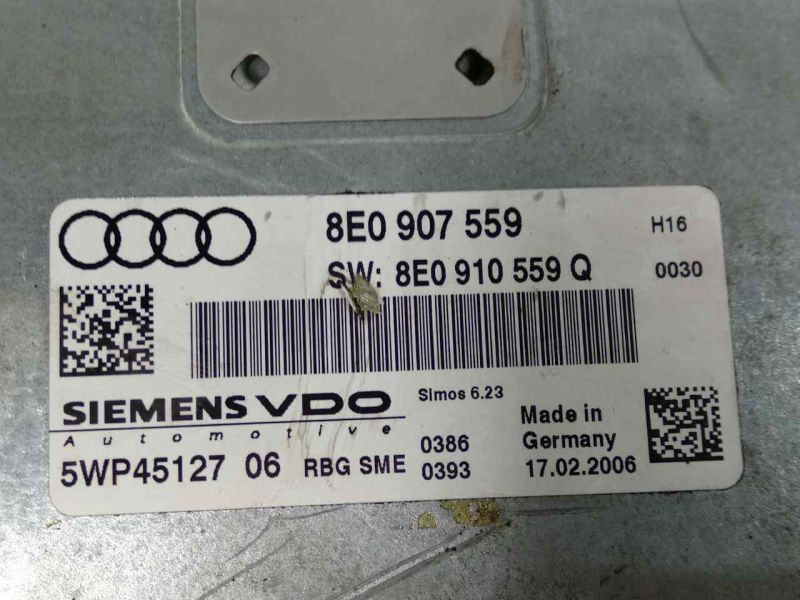 8E0 907 559
H16
SW: 8E0 910 559 Q
0030
SIEMENS VDO
Automotive
Simos 6.23
Made in
Germany
5WP45127 06 RBG SME
0386
0393
17.02.2006